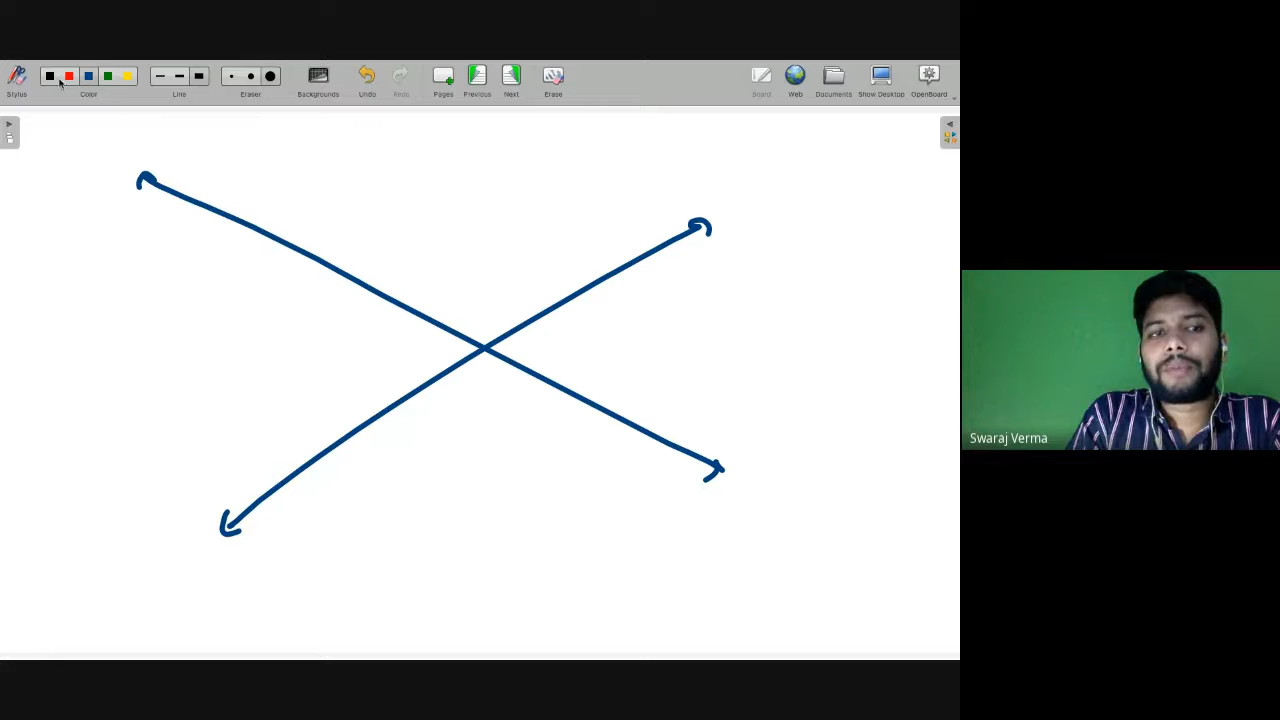 Stylus
Color
Line
Eraser
Backgrounds
Undo
Redo
Pages
Previous
Next
Erase
Board
Web
Documents
Show Desktop
OpenBoard
Swaraj Verma